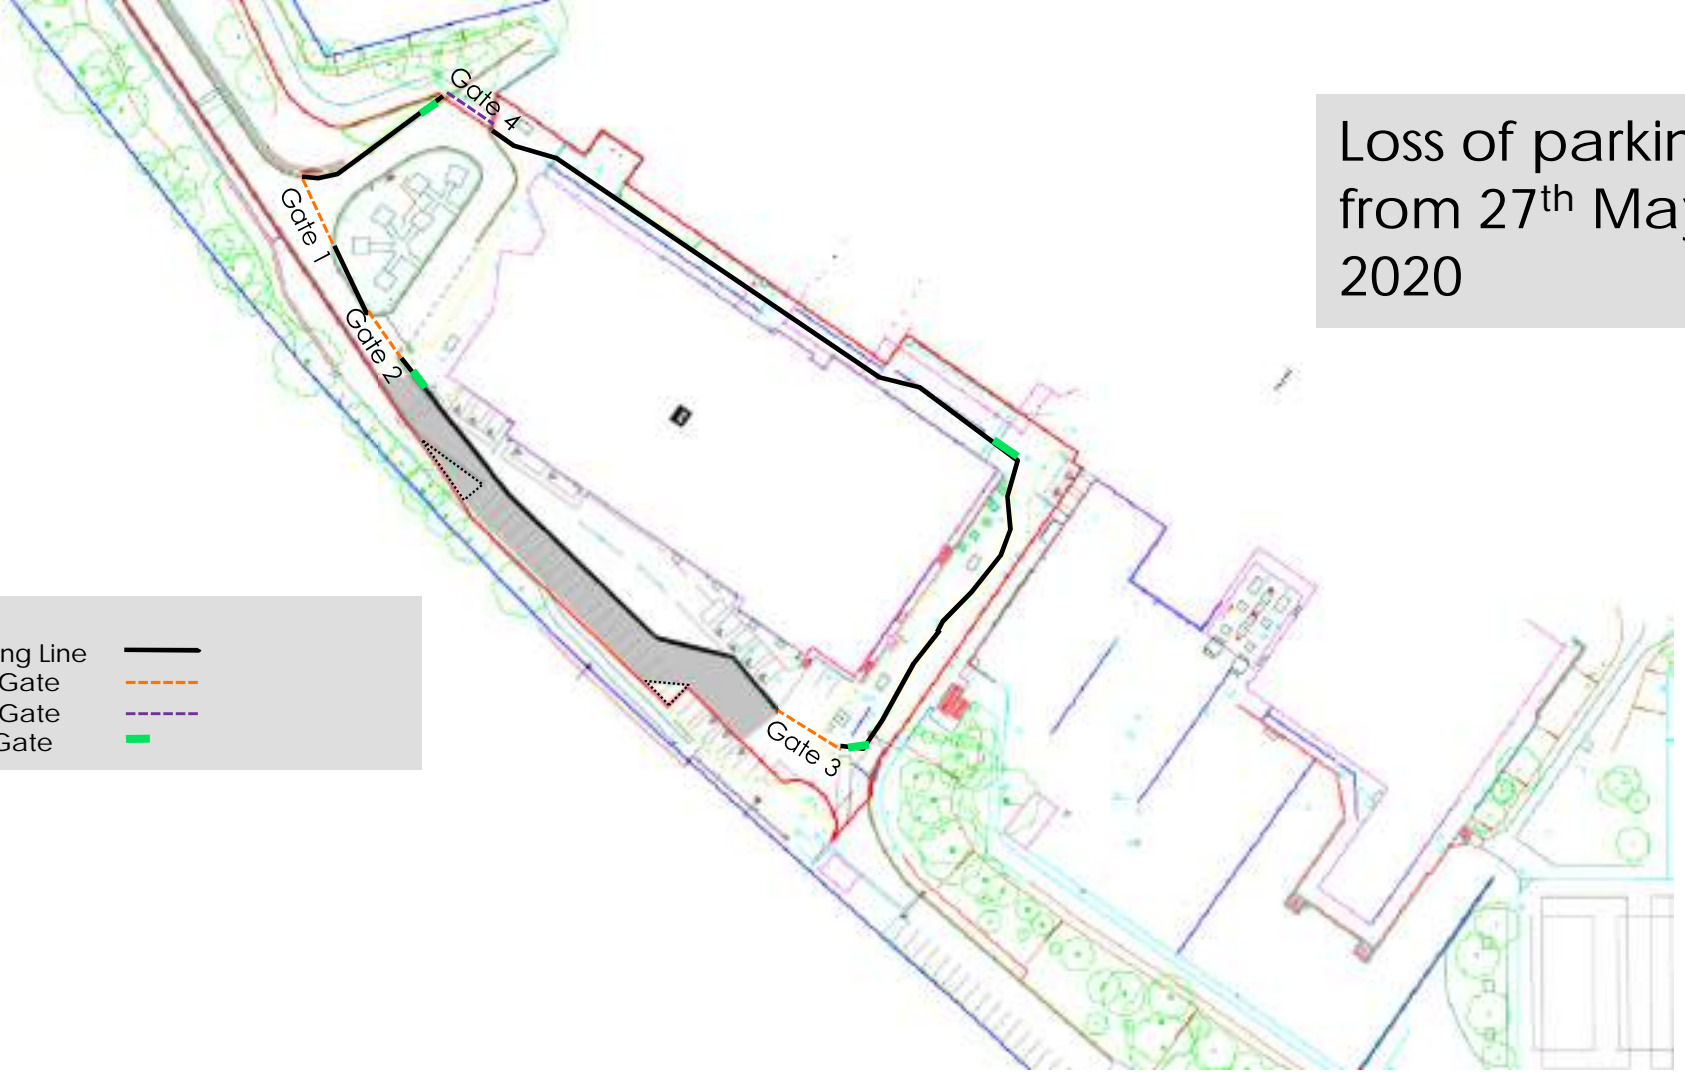 Gate 4
Loss of parkin
from 27th May
2020
Gate 1
Gate 2
ng Line
Gate
Gate
Gate
Gate 3